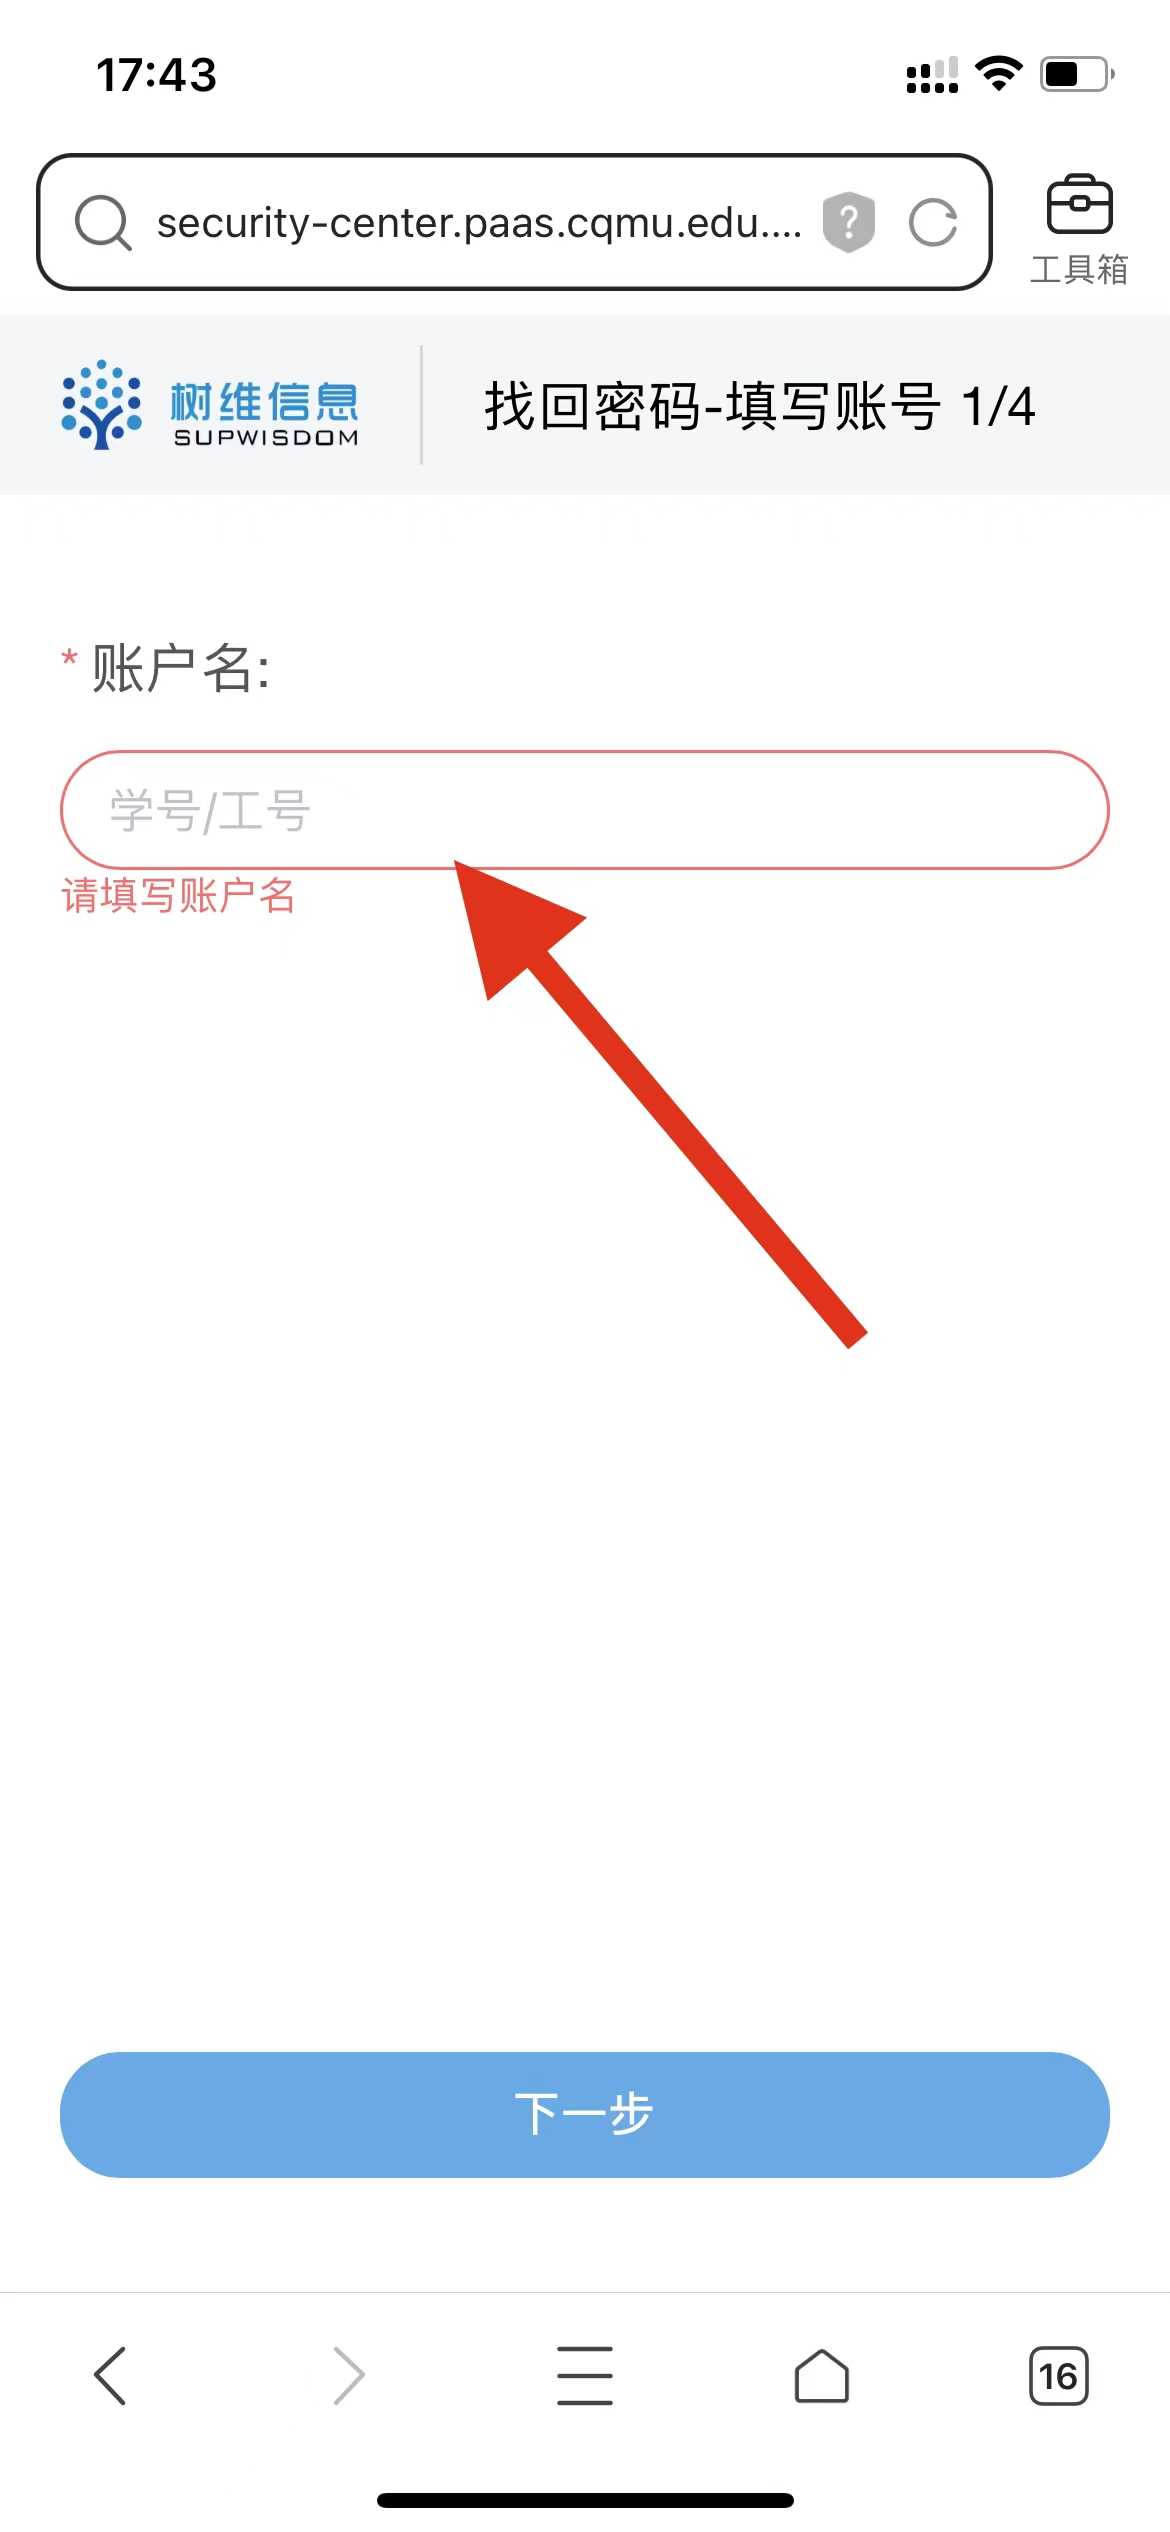 17:43
security-center.paas.cqmu.edu....
工具箱
树维信息
SUPWISDOM
找回密码-填写账号 1/4
* 账户名:
学号/工号
请填写账户名
下一步
16